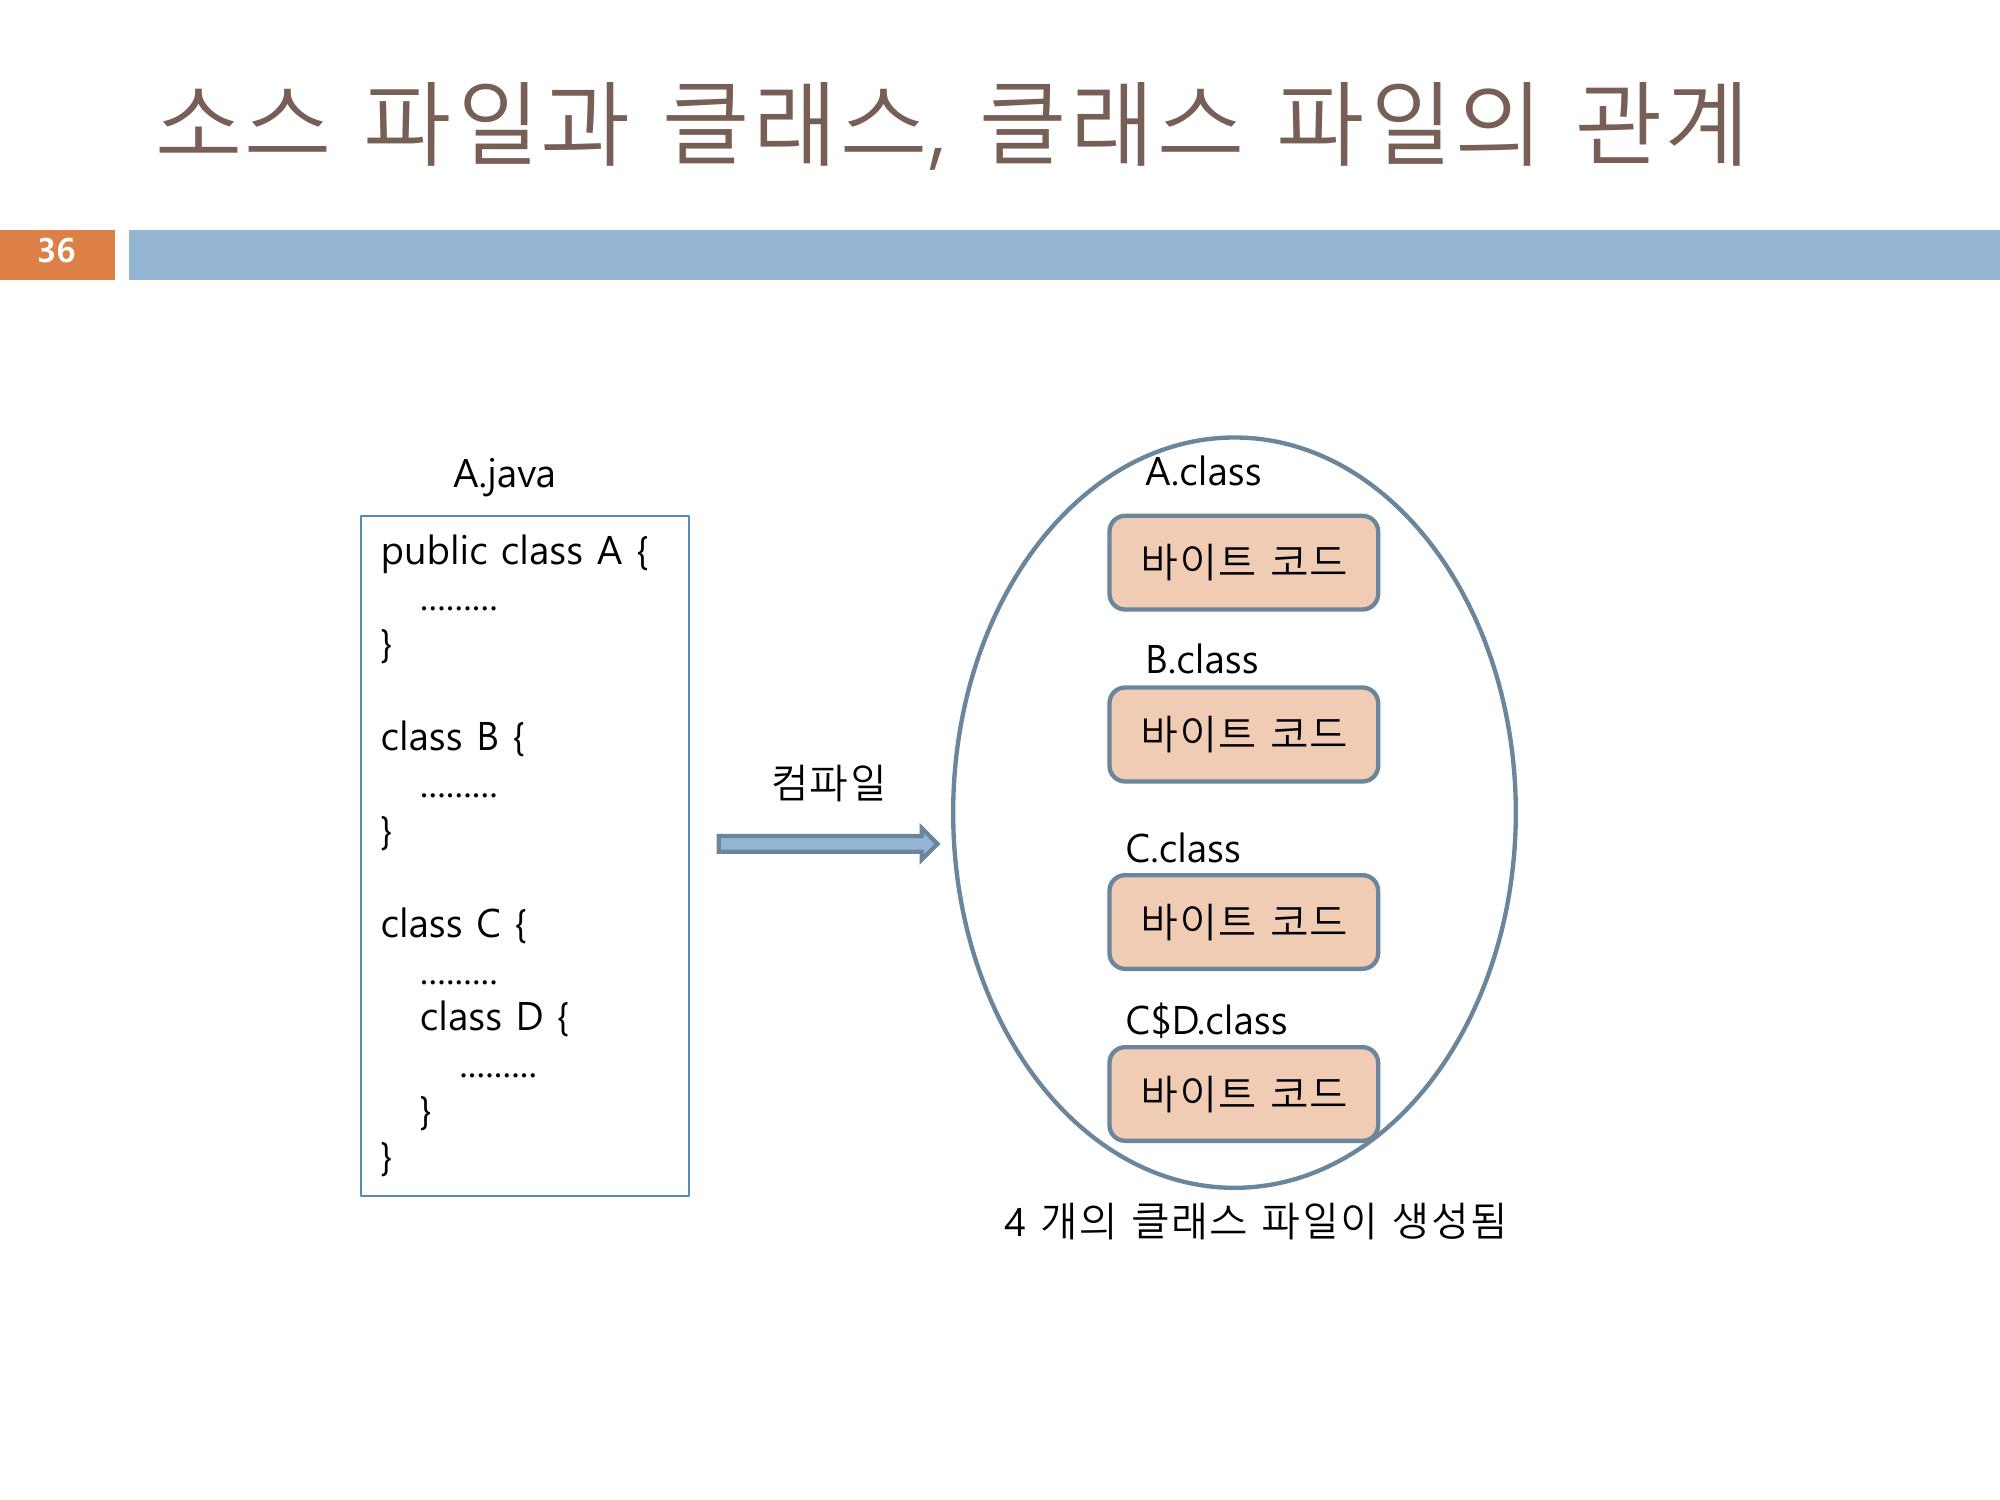 소스 파일과 클래스, 클래스 파일의 관계
36
A.java
public class A {
.........
}
class B {
.........
}
class C {
.........
class D {
.........
}
}
컴파일
A.class
바이트 코드
B.class
바이트 코드
C.class
바이트 코드
C$D.class
바이트 코드
4 개의 클래스 파일이 생성됨